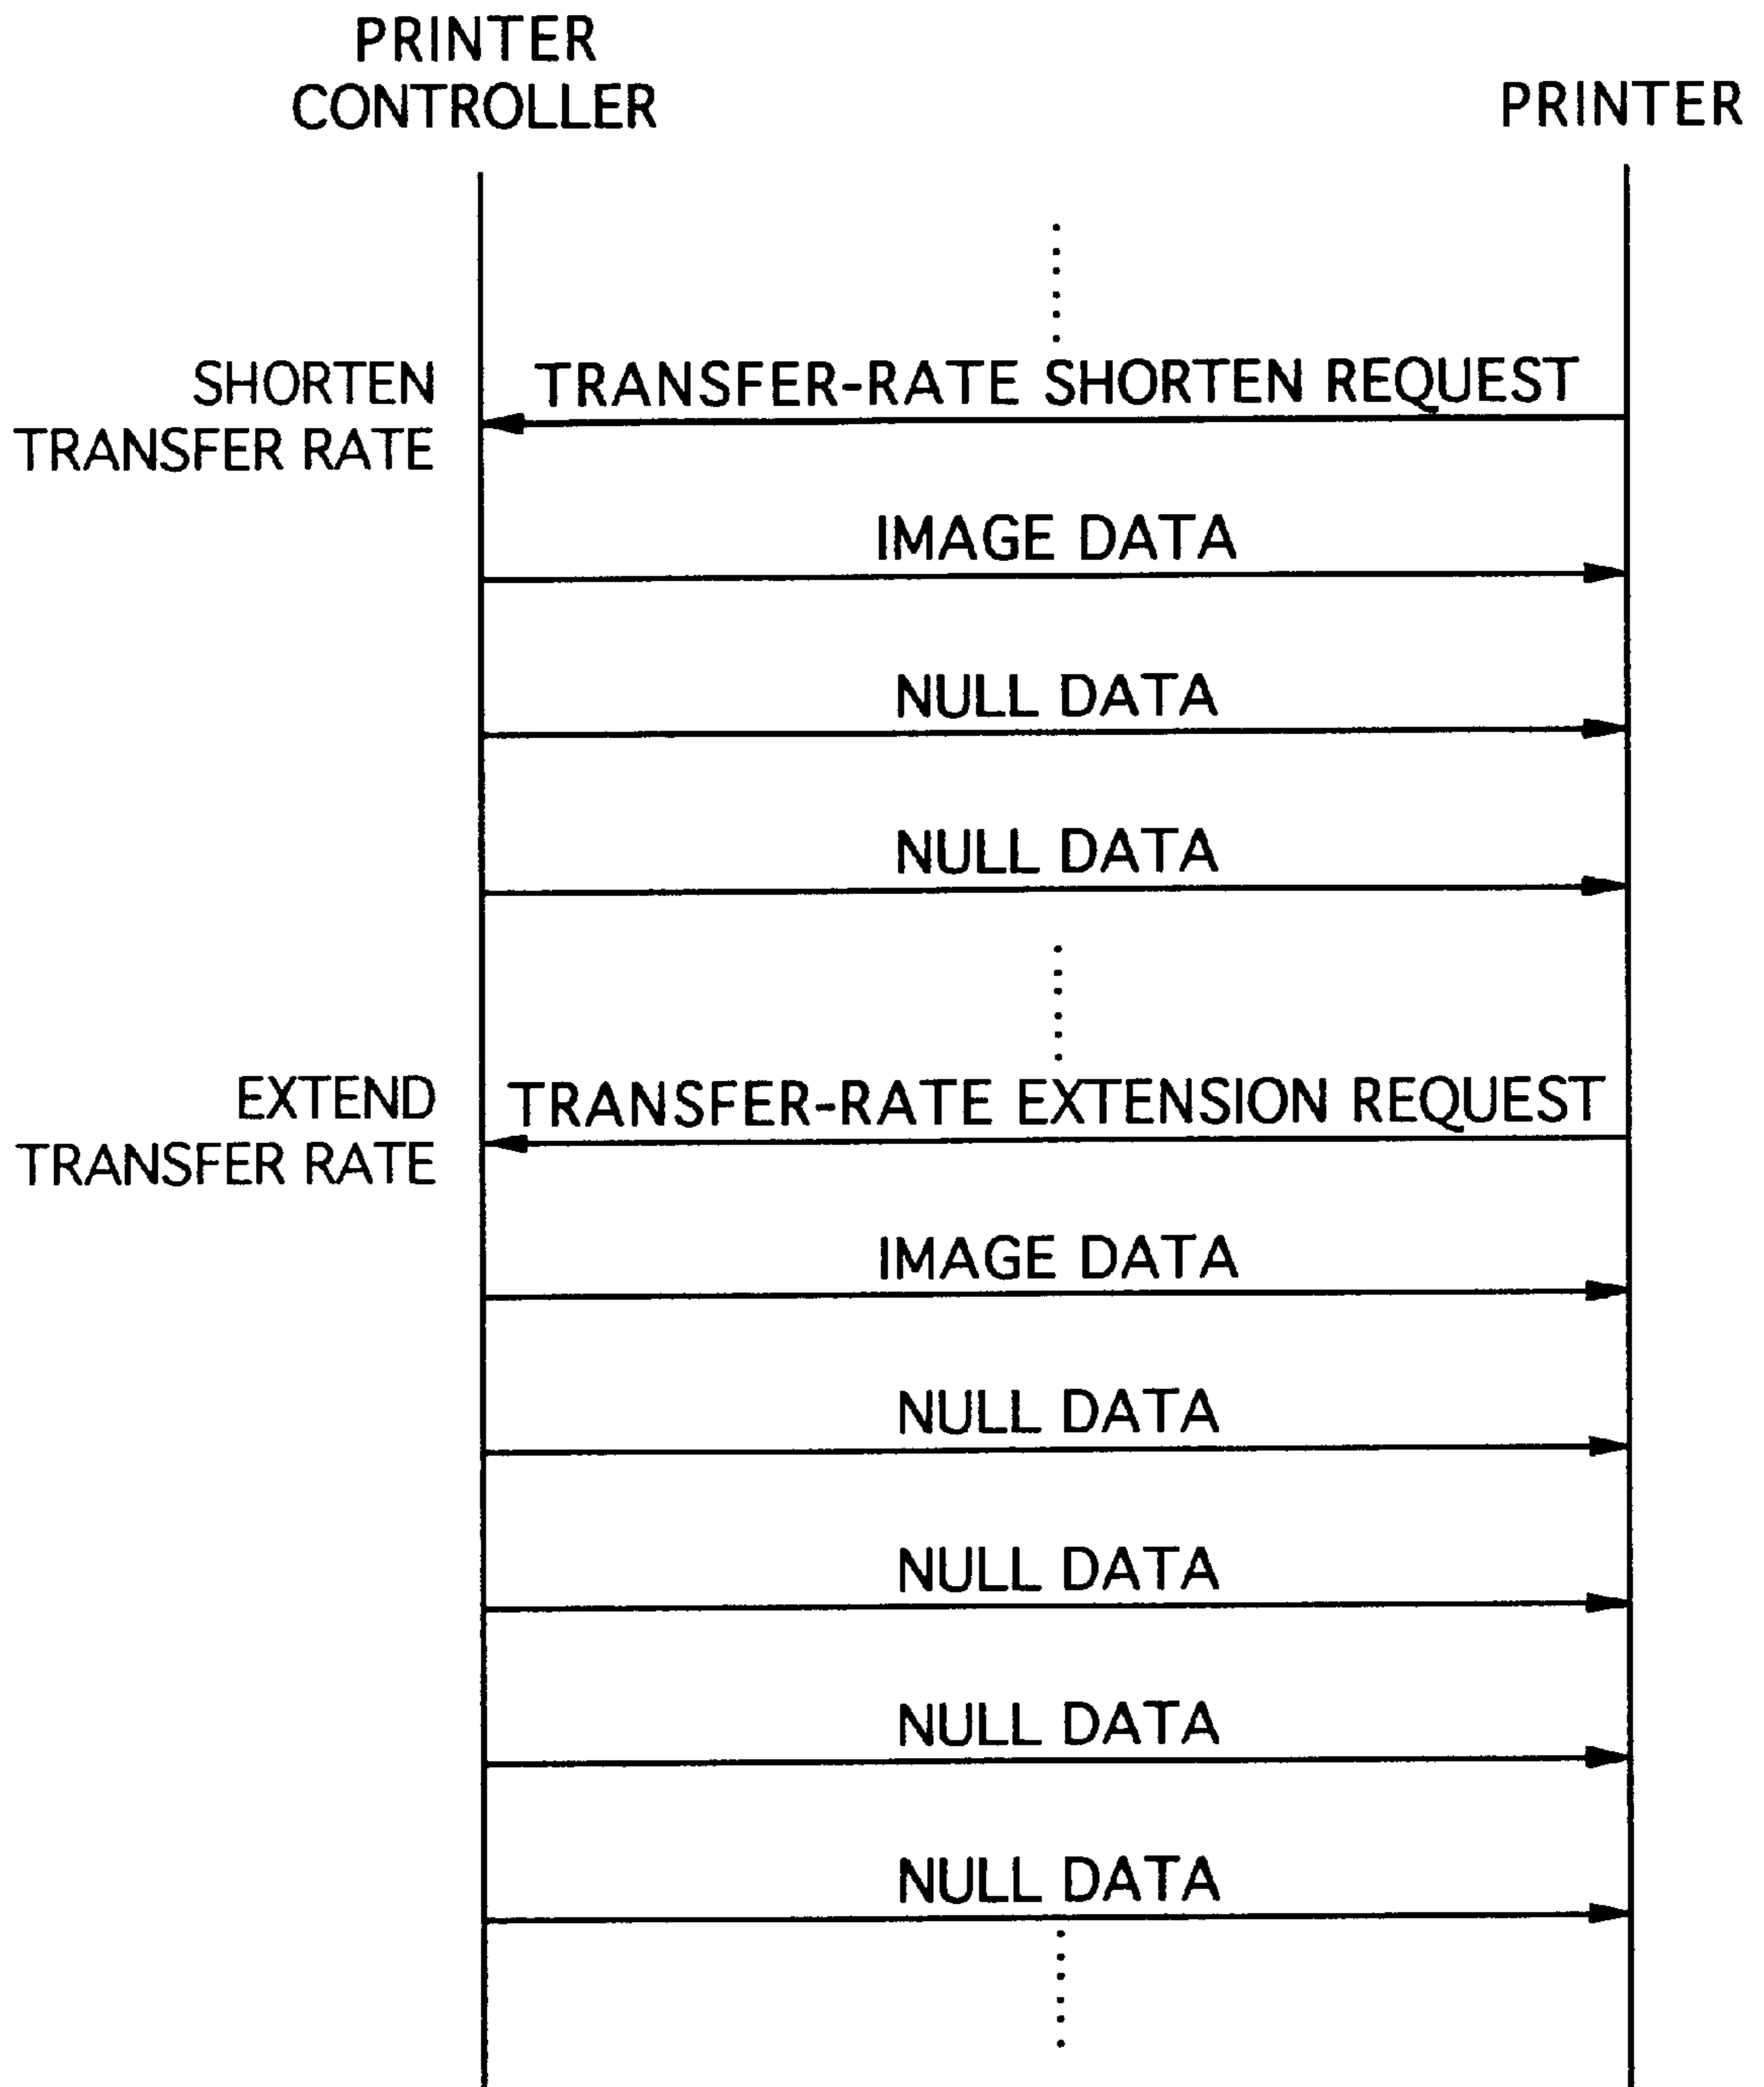 PRINTER
CONTROLLER
PRINTER
SHORTEN
TRANSFER RATE
TRANSFER-RATE SHORTEN REQUEST
IMAGE DATA
NULL DATA
NULL DATA
EXTEND
TRANSFER RATE
TRANSFER-RATE EXTENSION REQUEST
IMAGE DATA
NULL DATA
NULL DATA
NULL DATA
NULL DATA